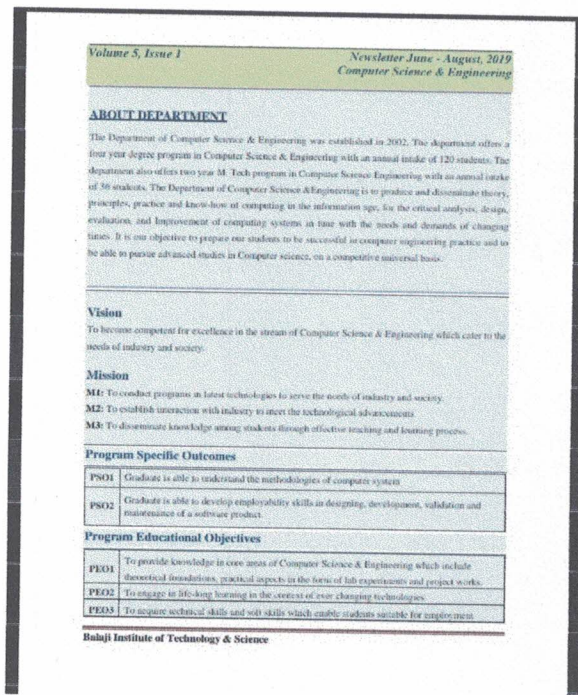 Volume 5, Issue 1
Newsletter June - August, 2019
Computer Science & Engineering
ABOUT DEPARTMENT
The Department of Computer Science & Engineering was established in 2002. The department offers a
four year degree program in Computer Science & Engineering with an annual intake of 120 students. The
department also offers two year M. Tech program in Computer Science Engineering with an annual intake
of 36 students. The Department of Computer Science &Engineering is to produce and disseminate theory,
principles, practice and know-how of computing in the information age, for the critical analysis, design,
evaluation, and Improvement of computing systems in tune with the needs and demands of changing
times. It is our objective to prepare our students to be successful in computer engineering practice and to
be able to pursue advanced studies in Computer science, on a competitive universal basis.
Vision
To become competent for excellence in the stream of Computer Science & Engineering which cater to the
needs of industry and society.
Mission
M1: To conduct programs in latest technologies to serve the needs of industry and society.
M2: To establish interaction with industry to meet the technological advancements.
M3: To disseminate knowledge among students through effective teaching and learning process.
Program Specific Outcomes
PSO1 Graduate is able to understand the methodologies of computer system
PSO2 Graduate is able to develop employability skills in designing, development, validation and
maintenance of a software product.
Program Educational Objectives
PEO1 To provide knowledge in core areas of Computer Science & Engineering which include
theoretical foundations, practical aspects in the form of lab experiments and project works.
PEO2 To engage in life-long learning in the context of ever changing technologies
PEO3 To acquire technical skills and soft skills which enable students suitable for employment
Balaji Institute of Technology & Science